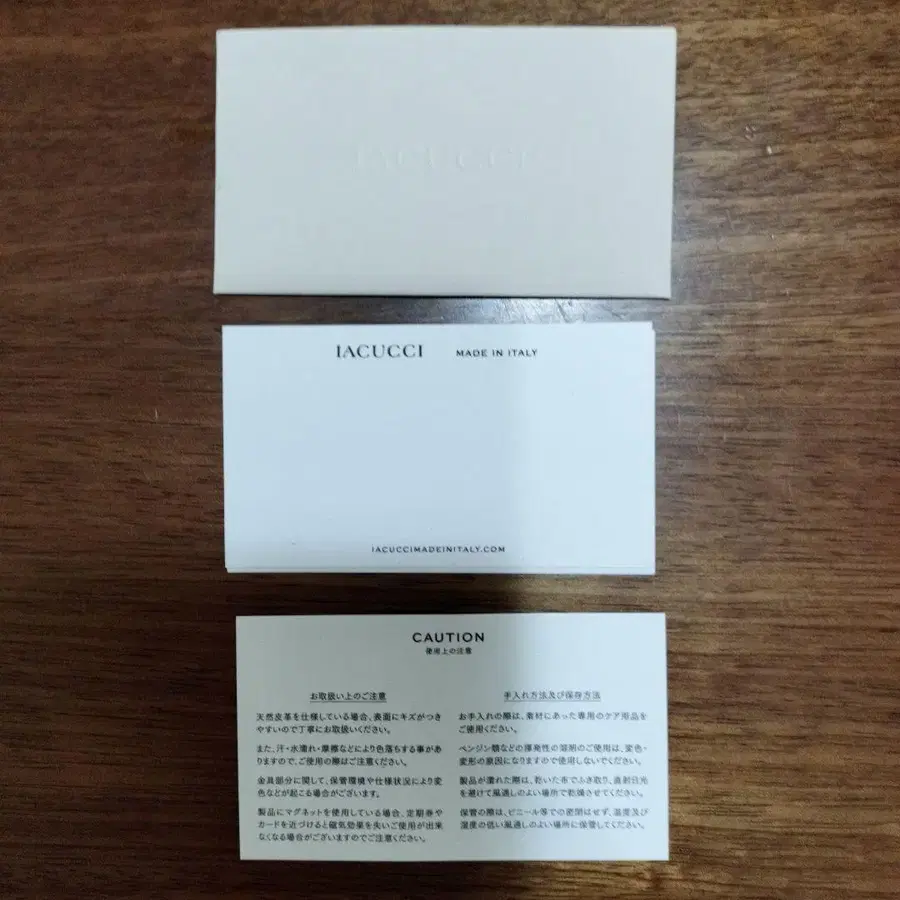 IACUCCI
IACUCCI MADE IN ITALY
IACUCCIMADEINITALY.COM
CAUTION
使用上の注意
お取扱い上のご注意
天然皮革を仕様している場合、表面にキズがつき
やすいので丁寧にお取扱いください。
また、汗・水濡れ・摩擦などにより色落ちする事があ
りますので、ご使用の際はご注意ください。
金具部分に関して、保管環境や仕様状況により変
色などが起こる場合がございます。
製品にマグネットを使用している場合、定期券や
カードを近づけると磁気効果を失いご使用が出来
なくなる場合がございますのでご注意ください。
手入れ方法及び保存方法
お手入れの際は、素材にあった専用のケア用品を
ご使用ください。
ベンジン類などの揮発性の溶剤のご使用は、変色・
変形の原因になりますので使用しないでください。
製品が濡れた際は、乾いた布でふき取り、直射日光
を避けて風通しのよい場所で乾燥させてください。
保管の際は、ビニール等での密閉はせず、温度及び
湿度の低い風通しのよい場所に保管してください。